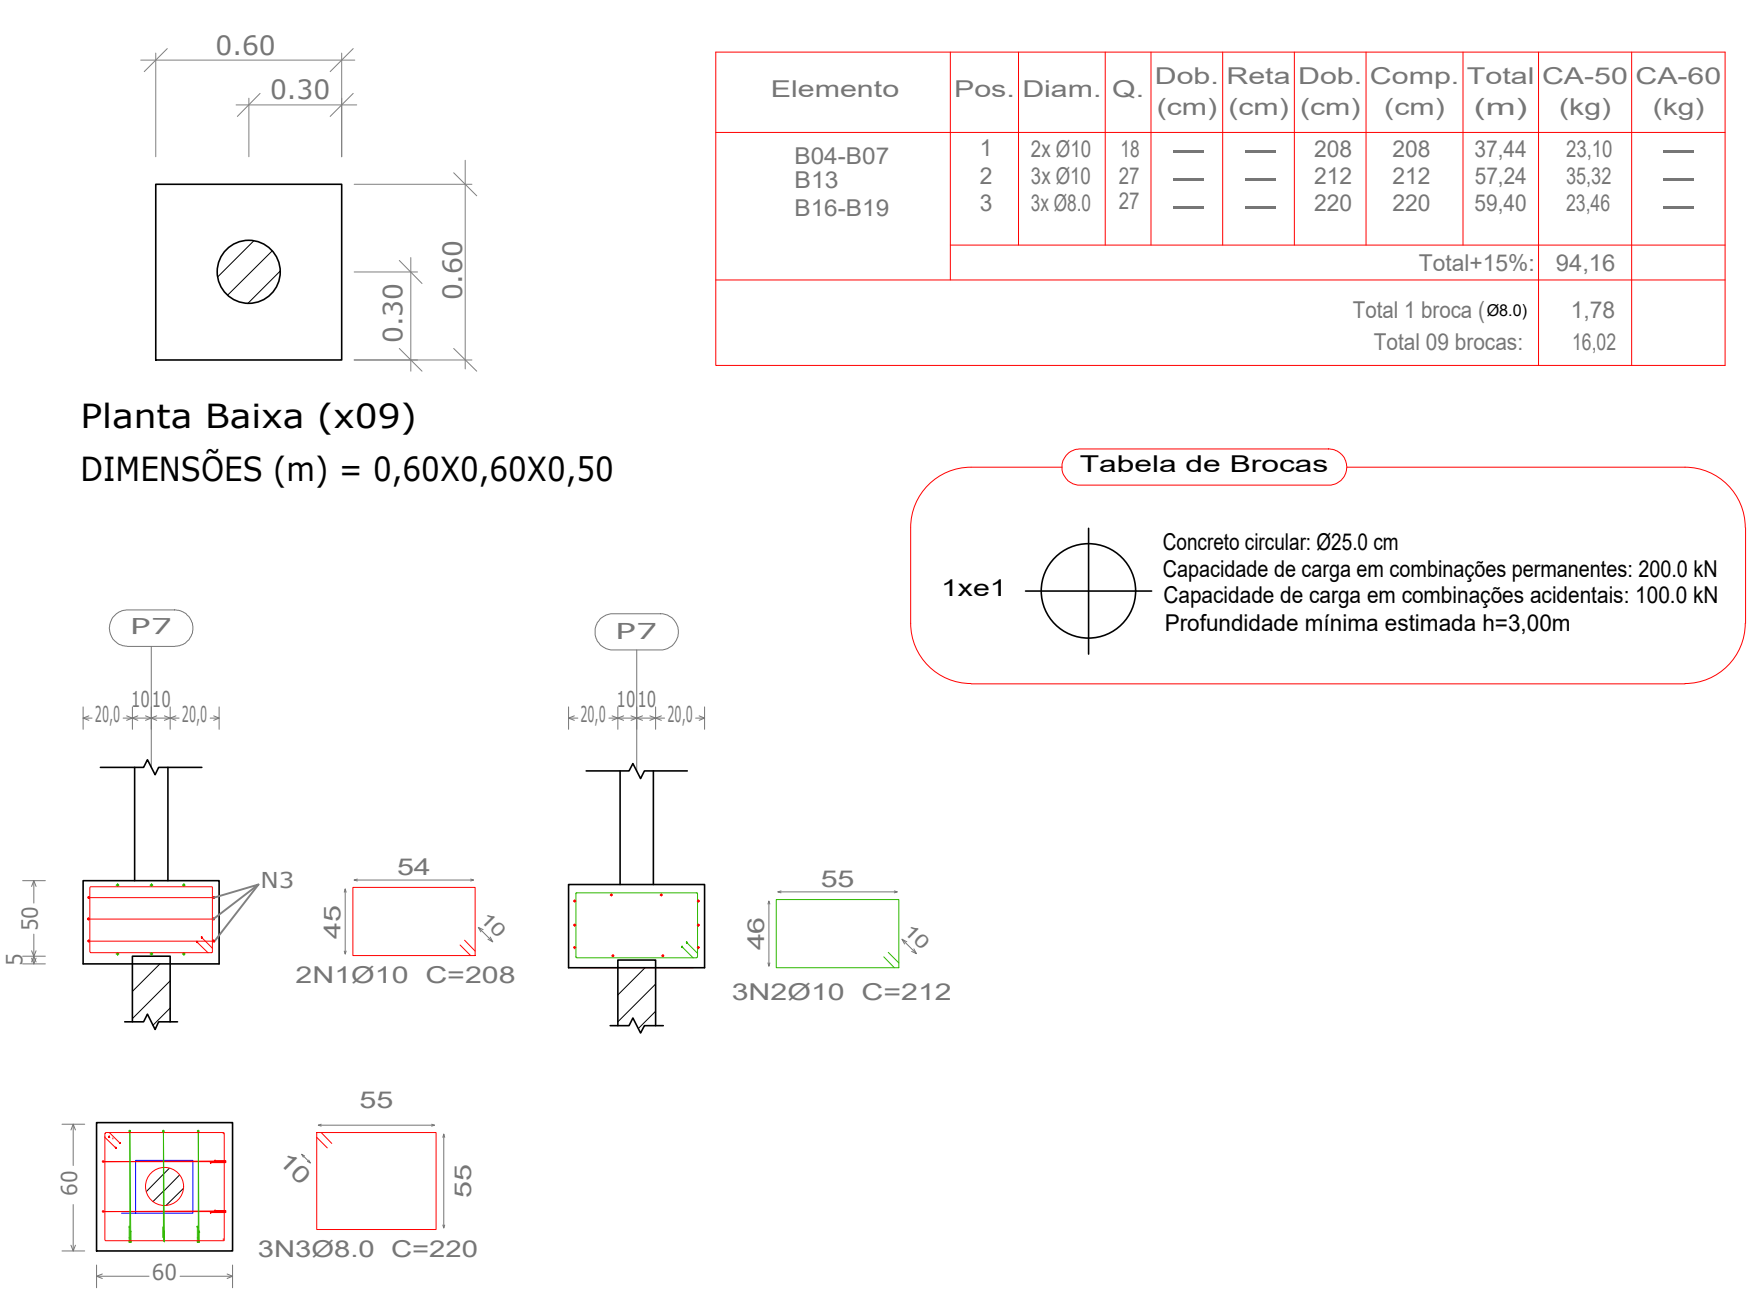 0.60
0.30
0.60
0.30
Planta Baixa (x09)
DIMENSÕES (m) = 0,60X0,60X0,50
Elemento Pos. Diam. Q. Dob. (cm) Reta (cm) Dob. (cm) Comp. (cm) Total (m) CA-50 (kg) CA-60 (kg)
B04-B07 1 2x Ø10 18 — — 208 208 37,44 23,10 —
B13 2 3x Ø10 27 — — 212 212 57,24 35,32 —
B16-B19 3 3x Ø8.0 27 — — 220 220 59,40 23,46 —
Total+15%: 94,16
Total 1 broca (Ø8.0) 1,78
Total 09 brocas: 16,02
Tabela de Brocas
1xe1
Concreto circular: Ø25.0 cm
Capacidade de carga em combinações permanentes: 200.0 kN
Capacidade de carga em combinações acidentais: 100.0 kN
Profundidade mínima estimada h=3,00m
P7
20,0 10 10 20,0
N3
50
5
54
45
10
2N1Ø10 C=208
P7
20,0 10 10 20,0
55
46
10
3N2Ø10 C=212
60
60
55
10
55
3N3Ø8.0 C=220